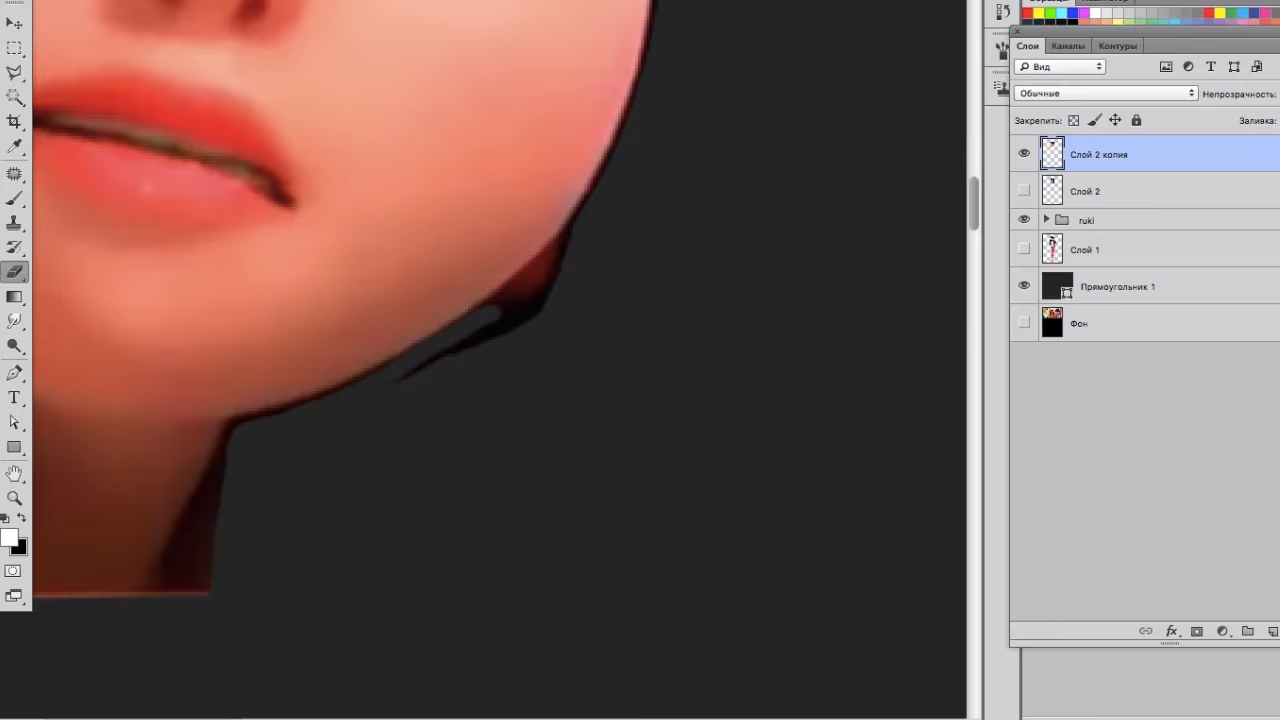 Слои Каналы Контуры
Вид
Обычные Непрозрачность:
Закрепить: Заливка:
Слой 2 копия
Слой 2
ruki
Слой 1
Прямоугольник 1
Фон
fx